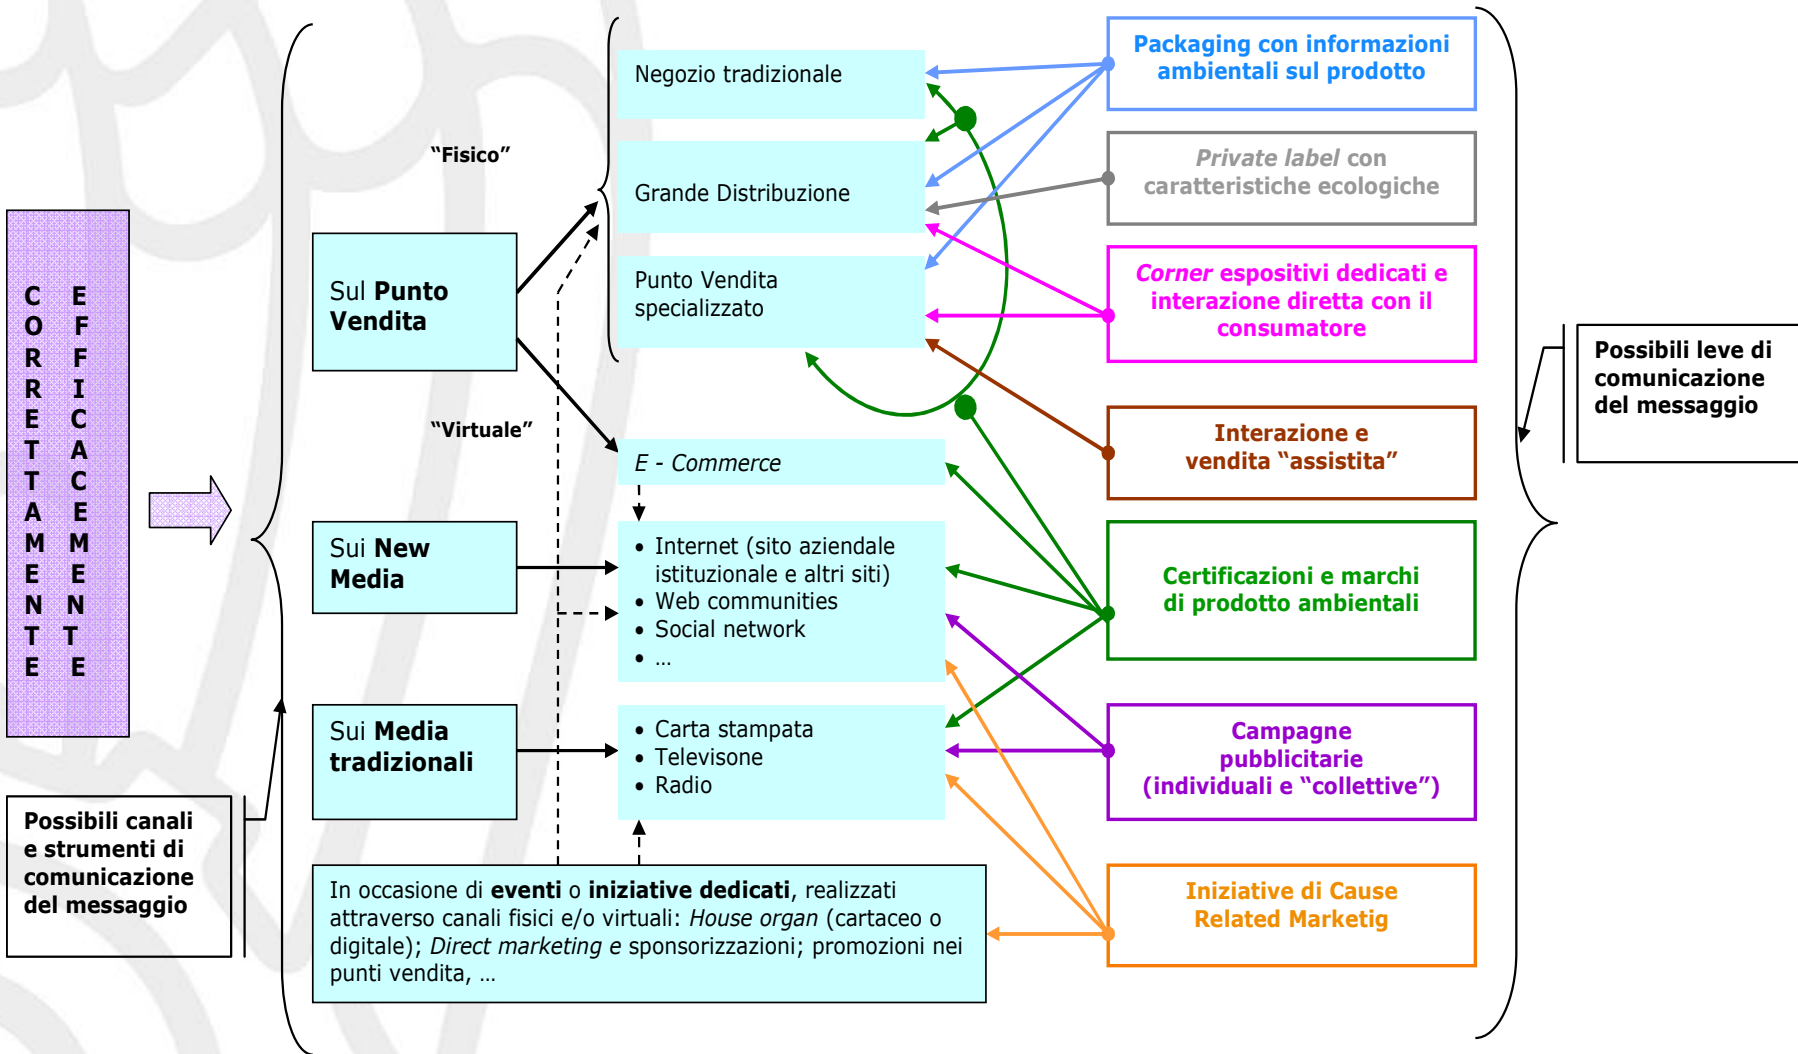 CORRETTAMENTE
EFFICACEMENTE
Possibili canali
e strumenti di
comunicazione
del messaggio
Sul Punto
Vendita
"Fisico"
"Virtuale"
Sui New
Media
Sui Media
tradizionali
Negozio tradizionale
Grande Distribuzione
Punto Vendita
specializzato
E - Commerce
• Internet (sito aziendale
istituzionale e altri siti)
• Web communities
• Social network
• …
• Carta stampata
• Televisone
• Radio
In occasione di eventi o iniziative dedicati, realizzati
attraverso canali fisici e/o virtuali: House organ (cartaceo o
digitale); Direct marketing e sponsorizzazioni; promozioni nei
punti vendita, …
Packaging con informazioni
ambientali sul prodotto
Private label con
caratteristiche ecologiche
Corner espositivi dedicati e
interazione diretta con il
consumatore
Interazione e
vendita "assistita"
Certificazioni e marchi
di prodotto ambientali
Campagne
pubblicitarie
(individuali e "collettive")
Iniziative di Cause
Related Marketig
Possibili leve di
comunicazione
del messaggio